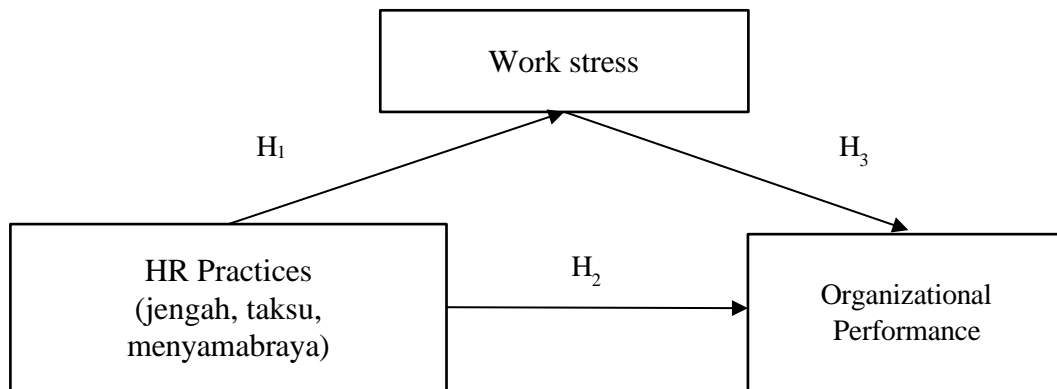 Work stress
H₁
H₃
HR Practices
(jengah, taksu,
menyamabraya)
H₂
Organizational
Performance